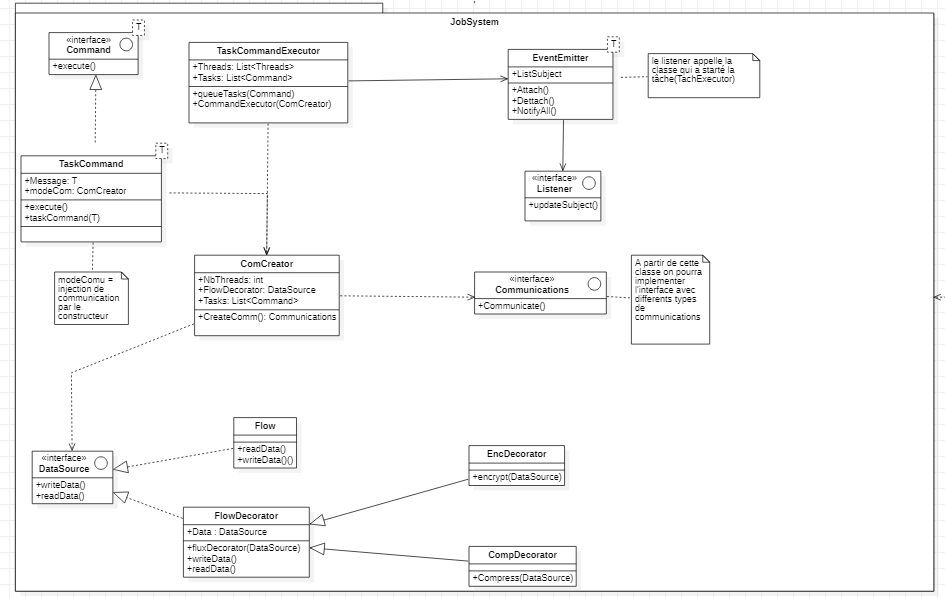 JobSystem
T
«interface»
Command
+execute()
TaskCommandExecutor
+Threads: List<Threads>
+Tasks: List<Command>
+queueTasks(Command)
+CommandExecutor(ComCreator)
T
EventEmitter
+ListSubject
+Attach()
+Dettach()
+NotifyAll()
le listener appelle la
classe qui a starté la
tâche(TachExecutor)
T
TaskCommand
+Message: T
+modeCom: ComCreator
+execute()
+taskCommand(T)
«interface»
Listener
+updateSubject()
modeComu =
injection de
communication
par le
constructeur
ComCreator
+NbThreads: int
+FlowDecorator: DataSource
+Tasks: List<Command>
+CreateComm(): Communications
«interface»
Communications
+Communicate()
A partir de cette
classe on pourra
implementer
l'interface avec
differents types
de
communications
Flow
+readData()
+writeData()()
«interface»
DataSource
+writeData()
+readData()
EncDecorator
+encrypt(DataSource)
FlowDecorator
+Data : DataSource
+fluxDecorator(DataSource)
+writeData()
+readData()
CompDecorator
+Compress(DataSource)